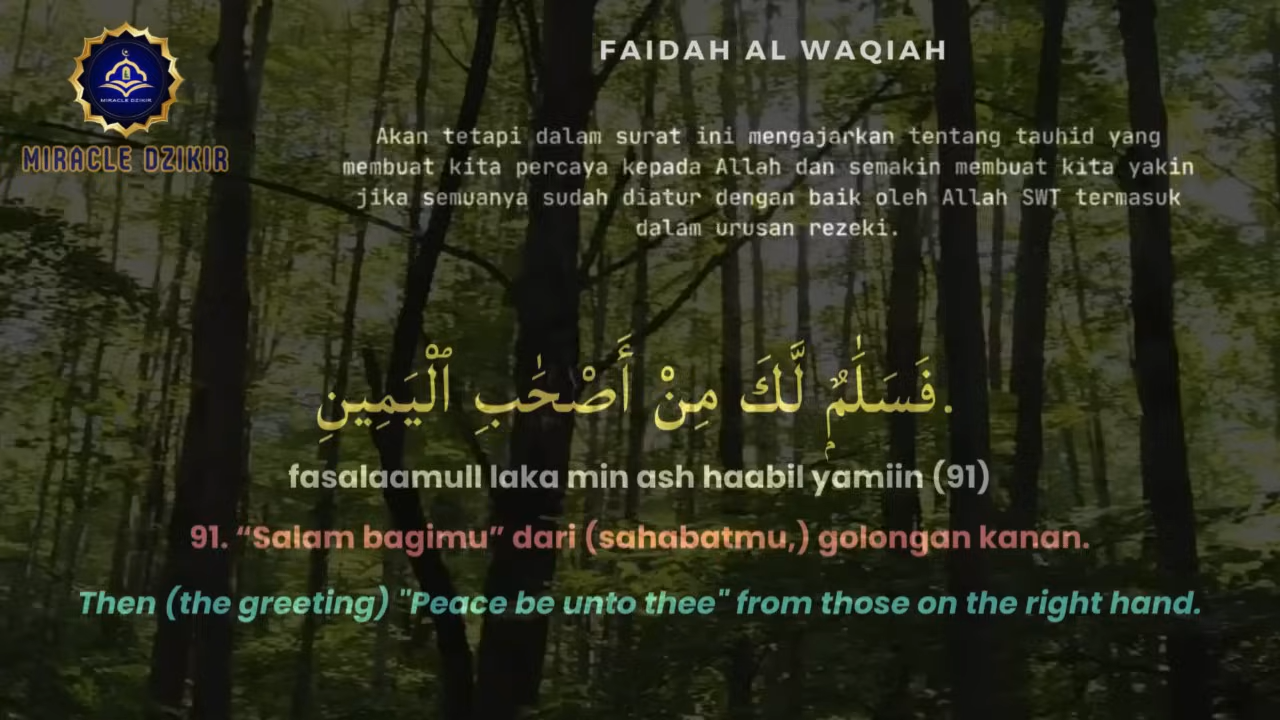 MIRACLE DZIKIR
MIRACLE DZIKIR
FAIDAH AL WAQIAH
Akan tetapi dalam surat ini mengajarkan tentang tauhid yang
membuat kita percaya kepada Allah dan semakin membuat kita yakin
jika semuanya sudah diatur dengan baik oleh Allah SWT termasuk
dalam urusan rezeki.
فَسَلَٰمٌۭ لَّكَ مِنْ أَصْحَٰبِ ٱلْيَمِينِ.
fasalaamull laka min ash haabil yamiin (91)
91. “Salam bagimu” dari (sahabatmu,) golongan kanan.
Then (the greeting) "Peace be unto thee" from those on the right hand.